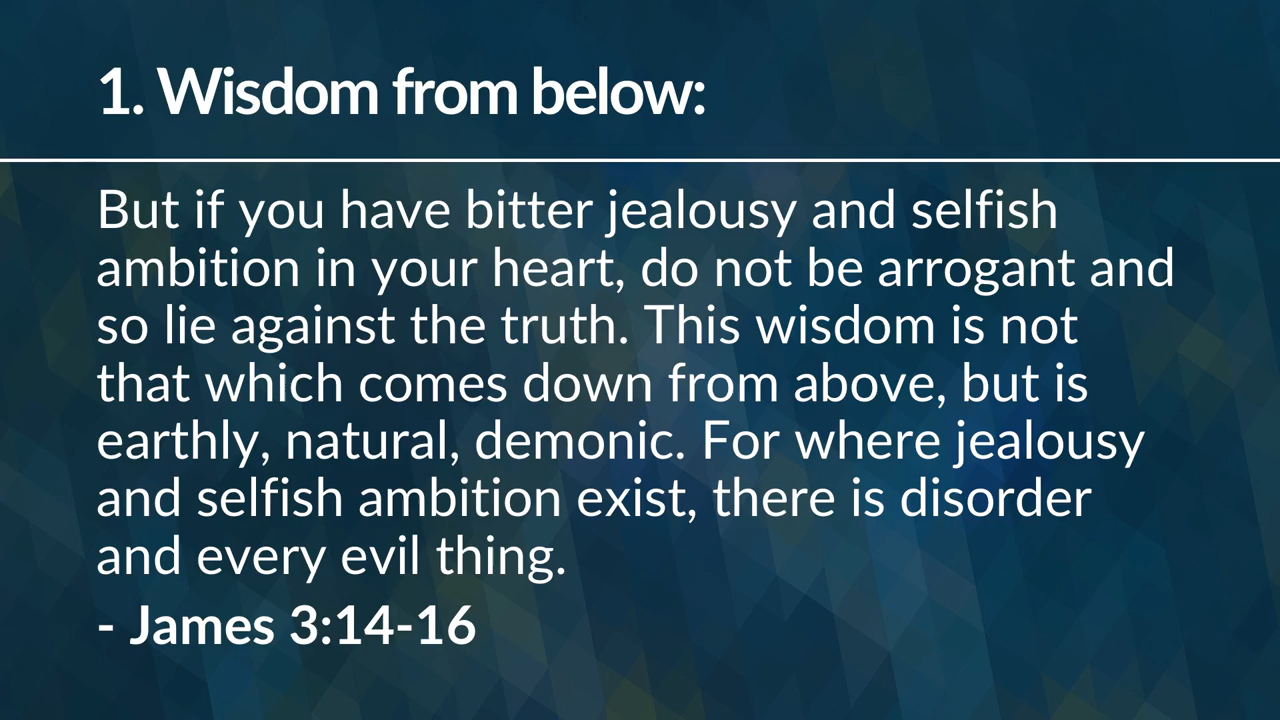 1. Wisdom from below:
But if you have bitter jealousy and selfish
ambition in your heart, do not be arrogant and
so lie against the truth. This wisdom is not
that which comes down from above, but is
earthly, natural, demonic. For where jealousy
and selfish ambition exist, there is disorder
and every evil thing.
- James 3:14-16